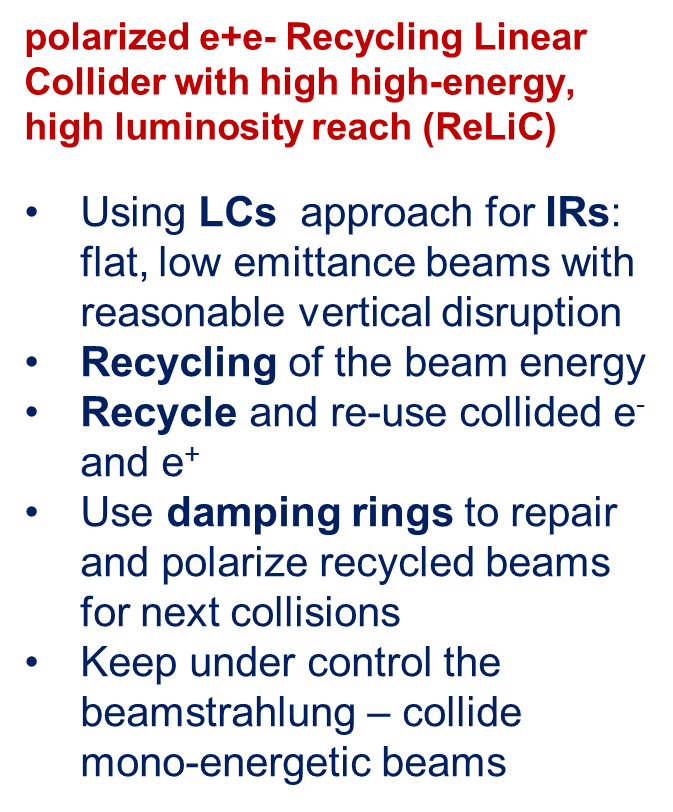 polarized e+e- Recycling Linear
Collider with high high-energy,
high luminosity reach (ReLiC)
• Using LCs approach for IRs:
flat, low emittance beams with
reasonable vertical disruption
• Recycling of the beam energy
• Recycle and re-use collided e⁻
and e⁺
• Use damping rings to repair
and polarize recycled beams
for next collisions
• Keep under control the
beamstrahlung – collide
mono-energetic beams